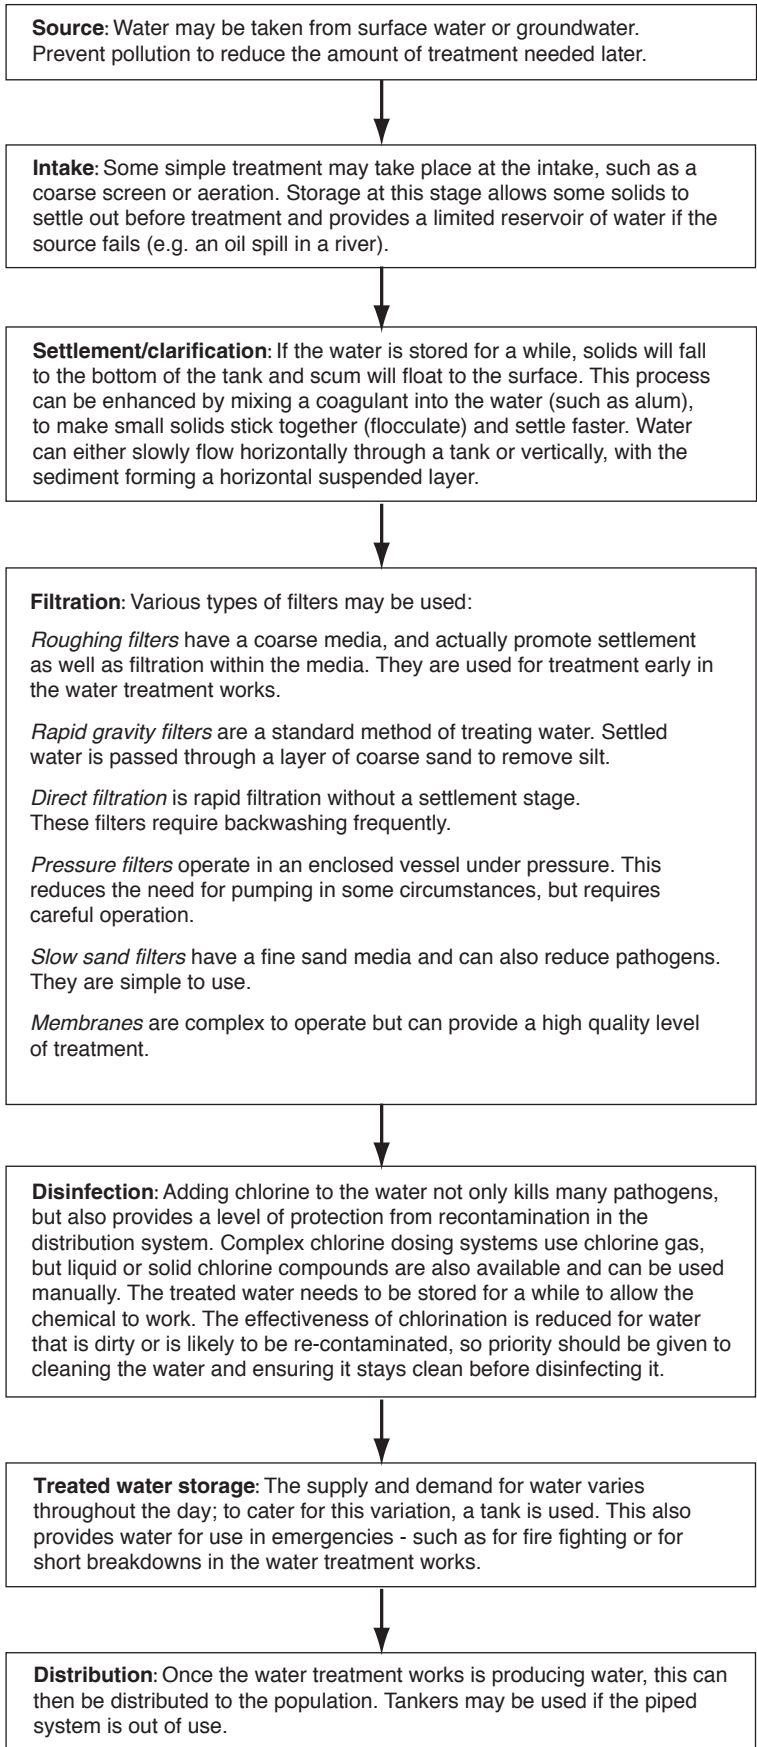 Source: Water may be taken from surface water or groundwater.
Prevent pollution to reduce the amount of treatment needed later.
Intake: Some simple treatment may take place at the intake, such as a
coarse screen or aeration. Storage at this stage allows some solids to
settle out before treatment and provides a limited reservoir of water if the
source fails (e.g. an oil spill in a river).
Settlement/clarification: If the water is stored for a while, solids will fall
to the bottom of the tank and scum will float to the surface. This process
can be enhanced by mixing a coagulant into the water (such as alum),
to make small solids stick together (flocculate) and settle faster. Water
can either slowly flow horizontally through a tank or vertically, with the
sediment forming a horizontal suspended layer.
Filtration: Various types of filters may be used:
Roughing filters have a coarse media, and actually promote settlement
as well as filtration within the media. They are used for treatment early in
the water treatment works.
Rapid gravity filters are a standard method of treating water. Settled
water is passed through a layer of coarse sand to remove silt.
Direct filtration is rapid filtration without a settlement stage.
These filters require backwashing frequently.
Pressure filters operate in an enclosed vessel under pressure. This
reduces the need for pumping in some circumstances, but requires
careful operation.
Slow sand filters have a fine sand media and can also reduce pathogens.
They are simple to use.
Membranes are complex to operate but can provide a high quality level
of treatment.
Disinfection: Adding chlorine to the water not only kills many pathogens,
but also provides a level of protection from recontamination in the
distribution system. Complex chlorine dosing systems use chlorine gas,
but liquid or solid chlorine compounds are also available and can be used
manually. The treated water needs to be stored for a while to allow the
chemical to work. The effectiveness of chlorination is reduced for water
that is dirty or is likely to be re-contaminated, so priority should be given to
cleaning the water and ensuring it stays clean before disinfecting it.
Treated water storage: The supply and demand for water varies
throughout the day; to cater for this variation, a tank is used. This also
provides water for use in emergencies - such as for fire fighting or for
short breakdowns in the water treatment works.
Distribution: Once the water treatment works is producing water, this can
then be distributed to the population. Tankers may be used if the piped
system is out of use.